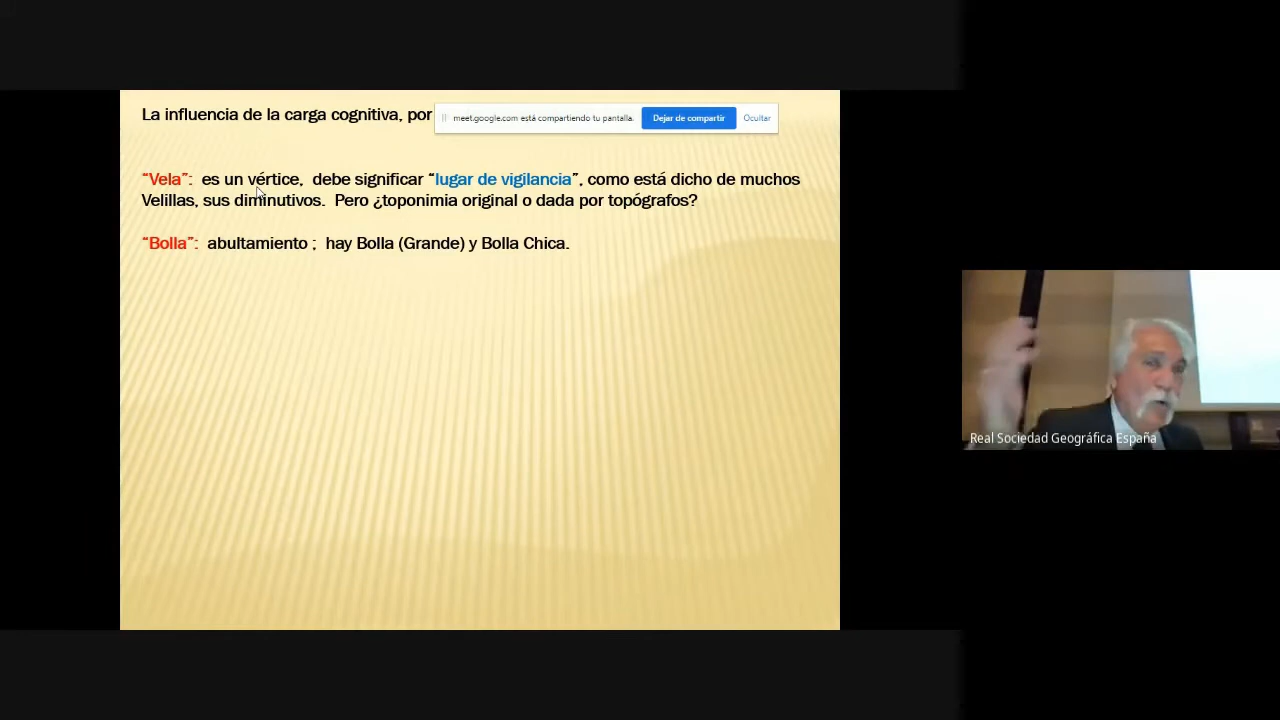 La influencia de la carga cognitiva, por
meet.google.com está compartiendo tu pantalla. Dejar de compartir Ocultar
“Vela”: es un vértice, debe significar “lugar de vigilancia”, como está dicho de muchos
Velillas, sus diminutivos. Pero ¿toponimia original o dada por topógrafos?
“Bolla”: abultamiento ; hay Bolla (Grande) y Bolla Chica.
Real Sociedad Geográfica España